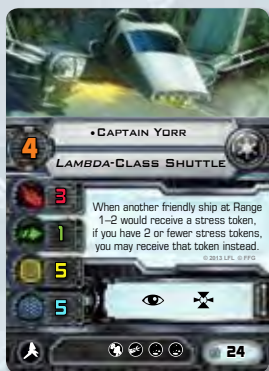 •Captain Yorr
4
Lambda-Class Shuttle
3
When another friendly ship at Range
1
1–2 would receive a stress token,
if you have 2 or fewer stress tokens,
you may receive that token instead.
© 2013 LFL © FFG
5
5
24